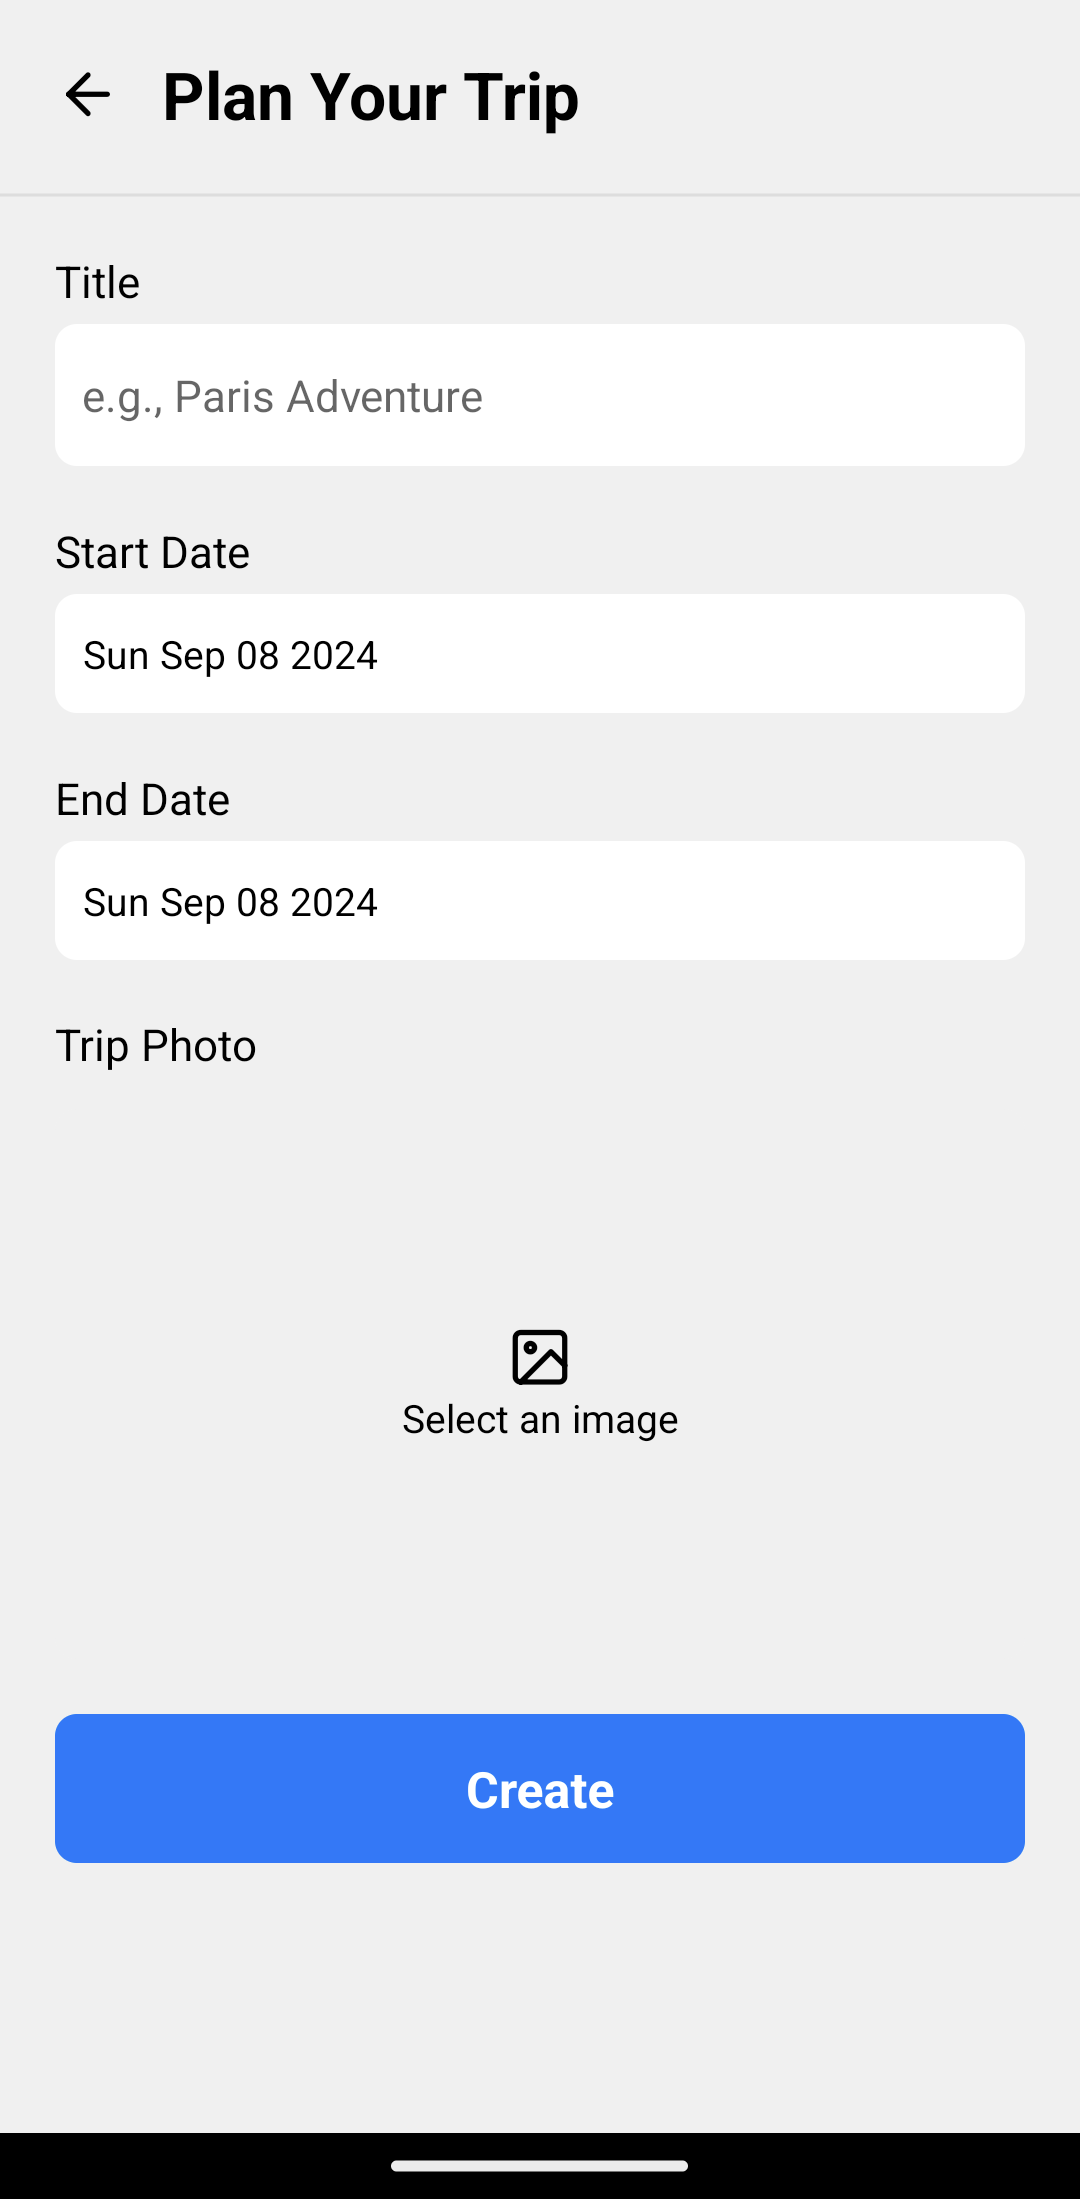 Plan Your Trip
Title
e.g., Paris Adventure
Start Date
Sun Sep 08 2024
End Date
Sun Sep 08 2024
Trip Photo
Select an image
Create